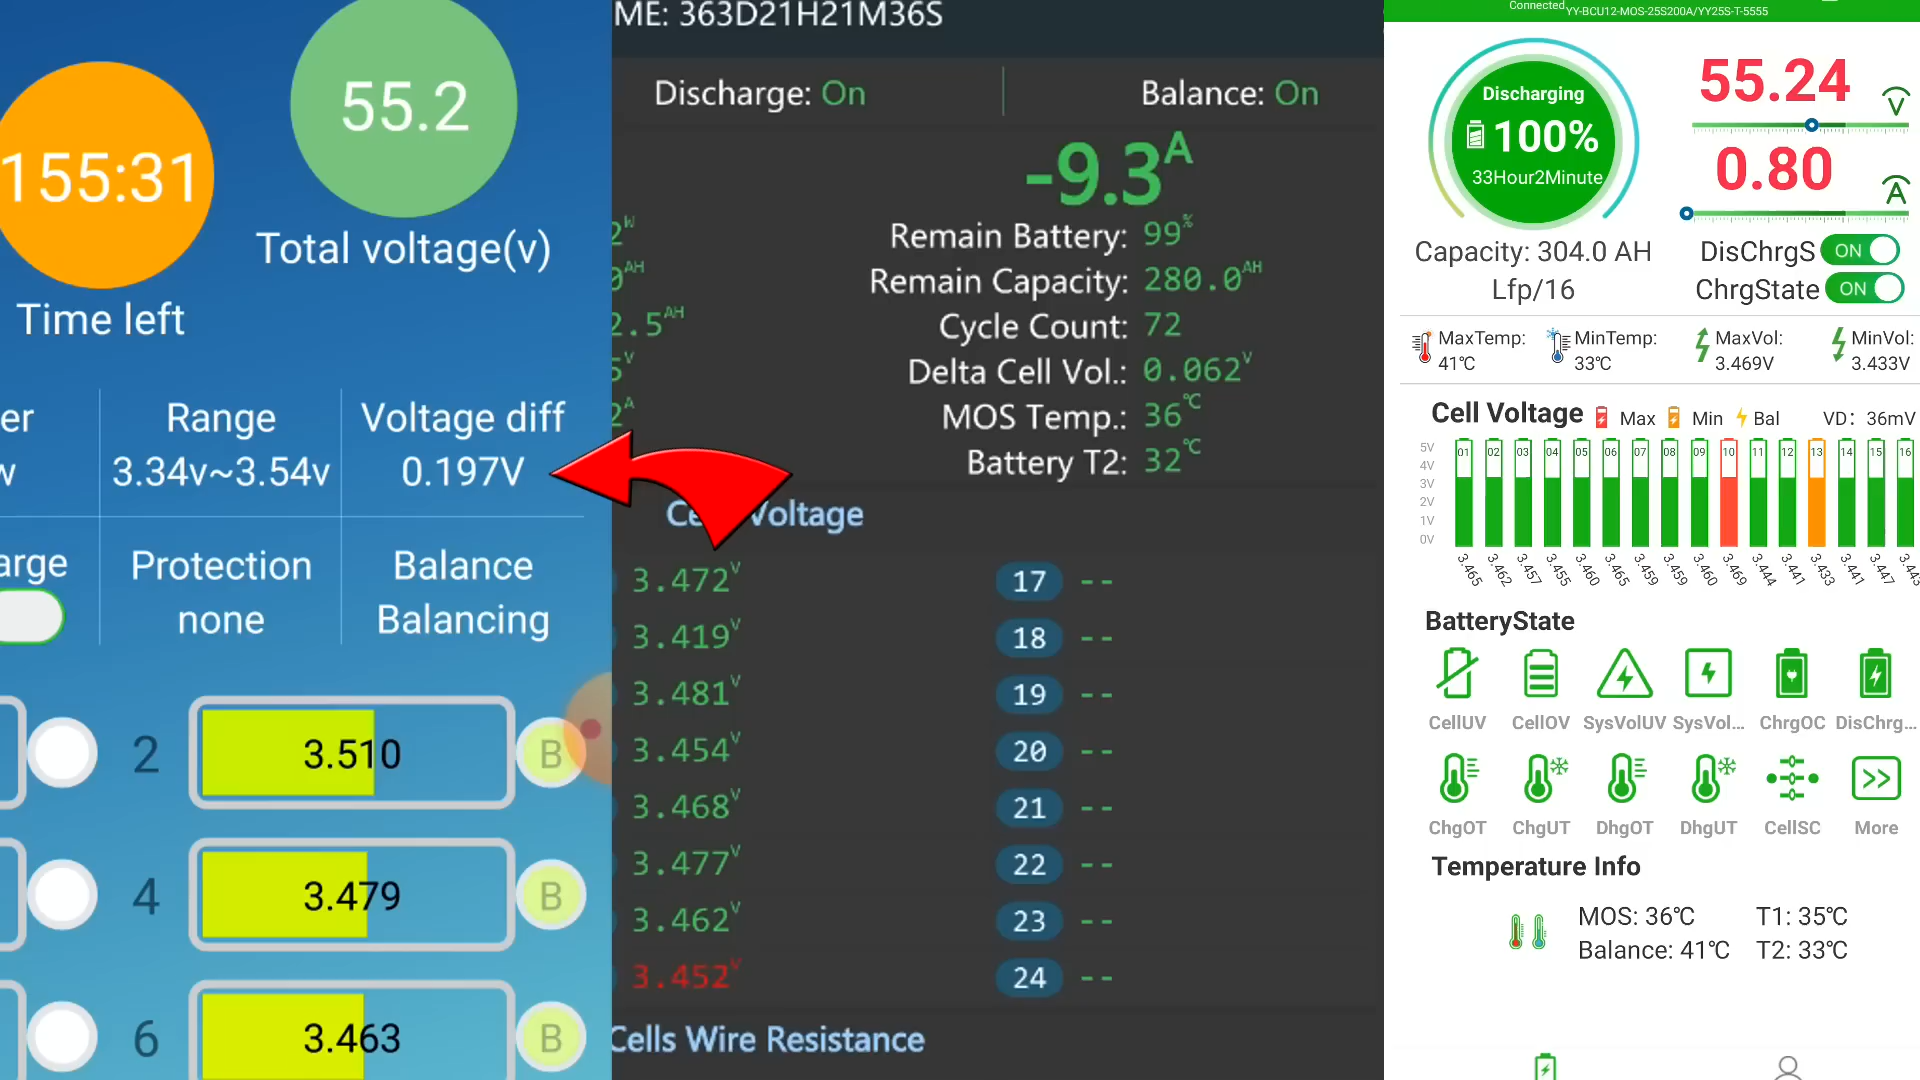 155:31
Time left
55.2
Total voltage(v)
er
w
Range
3.34v~3.54v
Voltage diff
0.197V
arge
Protection
none
Balance
Balancing
2
3.510
B
4
3.479
B
6
3.463
B
ME: 363D21H21M36S
Discharge: On
Balance: On
-9.3A
2W
0AH
2.5AH
5V
2A
Remain Battery: 99%
Remain Capacity: 280.0AH
Cycle Count: 72
Delta Cell Vol.: 0.062V
MOS Temp.: 36℃
Battery T2: 32℃
Ce Voltage
3.472V
17 --
3.419V
18 --
3.481V
19 --
3.454V
20 --
3.468V
21 --
3.477V
22 --
3.462V
23 --
3.452V
24 --
Cells Wire Resistance
Connected YY-BCU12-MOS-25S200A/YY25S-T-5555
Discharging
100%
33Hour2Minute
55.24 V
0.80 A
Capacity: 304.0 AH
Lfp/16
DisChrgS ON
ChrgState ON
MaxTemp:
41℃
MinTemp:
33℃
MaxVol:
3.469V
MinVol:
3.433V
Cell Voltage Max Min Bal VD: 36mV
5V
4V
3V
2V
1V
0V
01 02 03 04 05 06 07 08 09 10 11 12 13 14 15 16
3.465 3.462 3.457 3.455 3.460 3.465 3.459 3.459 3.460 3.469 3.444 3.441 3.433 3.441 3.447
BatteryState
CellUV CellOV SysVolUV SysVol... ChrgOC DisChrg...
ChgOT ChgUT DhgOT DhgUT CellSC More
Temperature Info
MOS: 36℃ T1: 35℃
Balance: 41℃ T2: 33℃